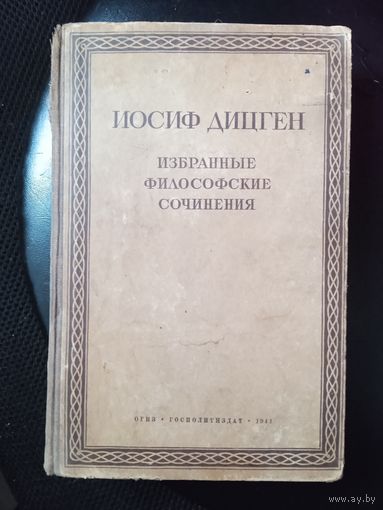 ИОСИФ ДИЦГЕН
ИЗБРАННЫЕ
ФИЛОСОФСКИЕ
СОЧИНЕНИЯ
ОГИЗ • ГОСПОЛИТИЗДАТ • 1941
www.ay.by